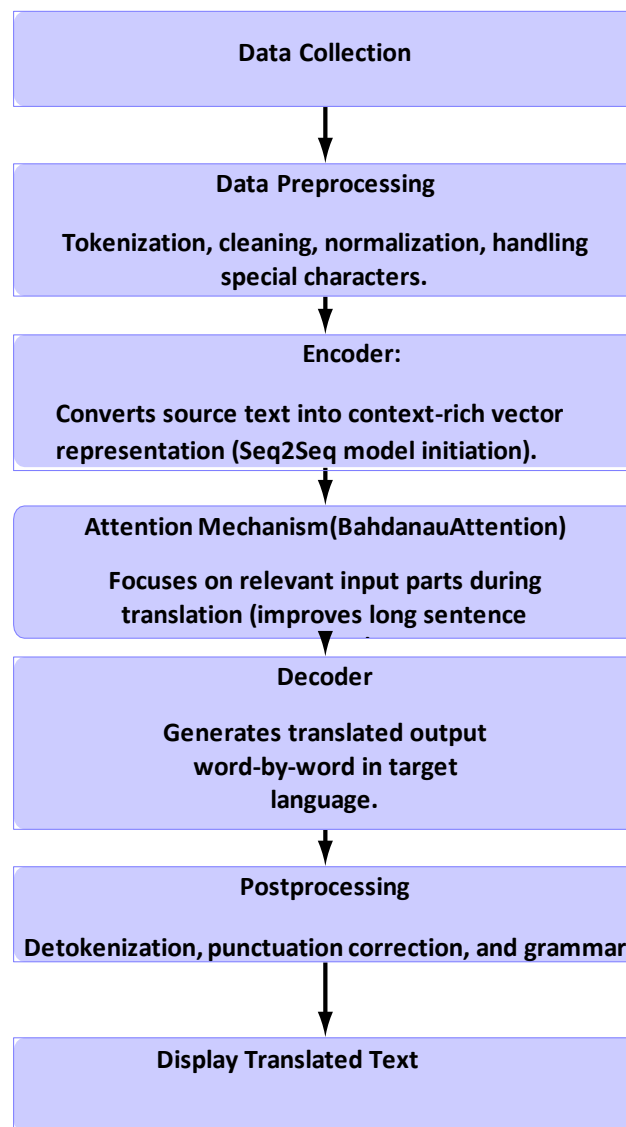 Data Collection
Data Preprocessing
Tokenization, cleaning, normalization, handling
special characters.
Encoder:
Converts source text into context-rich vector
representation (Seq2Seq model initiation).
Attention Mechanism(BahdanauAttention)
Focuses on relevant input parts during
translation (improves long sentence
Decoder
Generates translated output
word-by-word in target
language.
Postprocessing
Detokenization, punctuation correction, and grammar
Display Translated Text